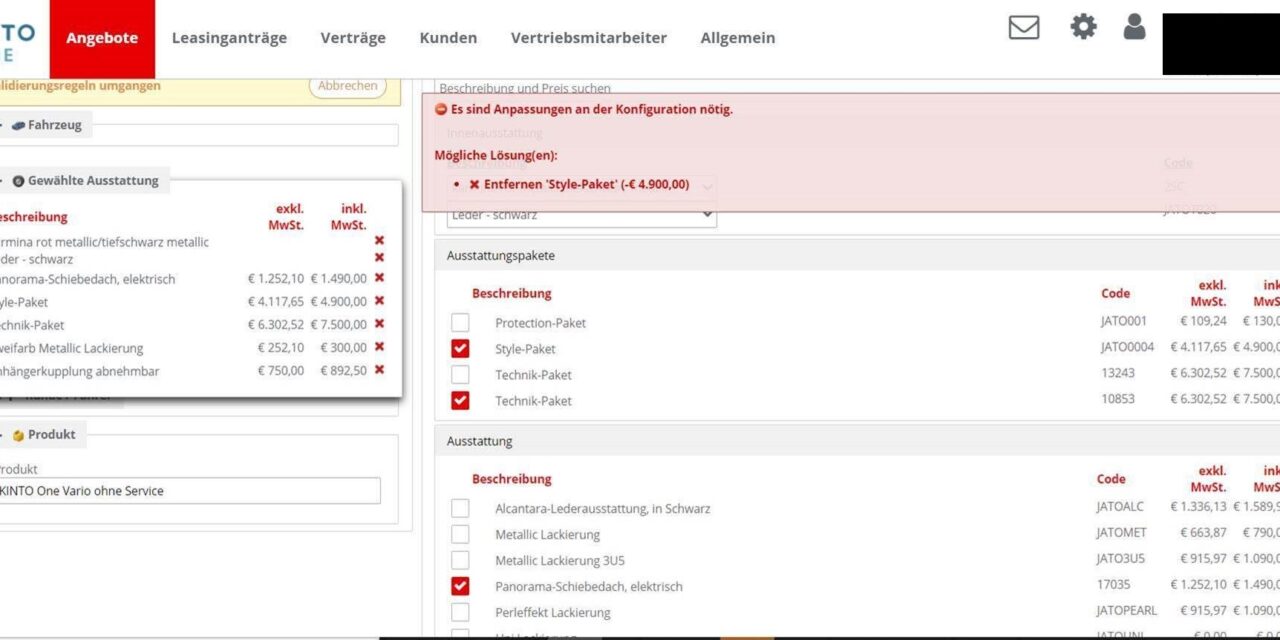 TO
E
Angebote
Leasinganträge
Verträge
Kunden
Vertriebsmitarbeiter
Allgemein
lidierungsregeln umgangen
Abbrechen
Fahrzeug
Gewählte Ausstattung
eschreibung
exkl. MwSt.
inkl. MwSt.
rmina rot metallic/tiefschwarz metallic
der - schwarz
norama-Schiebedach, elektrisch € 1.252,10 € 1.490,00
yle-Paket € 4.117,65 € 4.900,00
chnik-Paket € 6.302,52 € 7.500,00
weifarb Metallic Lackierung € 252,10 € 300,00
nhängerkupplung abnehmbar € 750,00 € 892,50
Produkt
rodukt
KINTO One Vario ohne Service
Beschreibung und Preis suchen
Es sind Anpassungen an der Konfiguration nötig.
Innenausstattung
Mögliche Lösung(en):
Code
• Entfernen 'Style-Paket' (-€ 4.900,00)
Leder - schwarz
Ausstattungspakete
Beschreibung Code exkl. MwSt. ink MwS
Protection-Paket JATO001 € 109,24 € 130,0
Style-Paket JATO0004 € 4.117,65 € 4.900,
Technik-Paket 13243 € 6.302,52 € 7.500,
Technik-Paket 10853 € 6.302,52 € 7.500,
Ausstattung
Beschreibung Code exkl. MwSt. ink MwS
Alcantara-Lederausstattung, in Schwarz JATOALC € 1.336,13 € 1.589,9
Metallic Lackierung JATOMET € 663,87 € 790,0
Metallic Lackierung 3U5 JATO3U5 € 915,97 € 1.090,0
Panorama-Schiebedach, elektrisch 17035 € 1.252,10 € 1.490,0
Perleffekt Lackierung JATOPEARL € 915,97 € 1.090,0